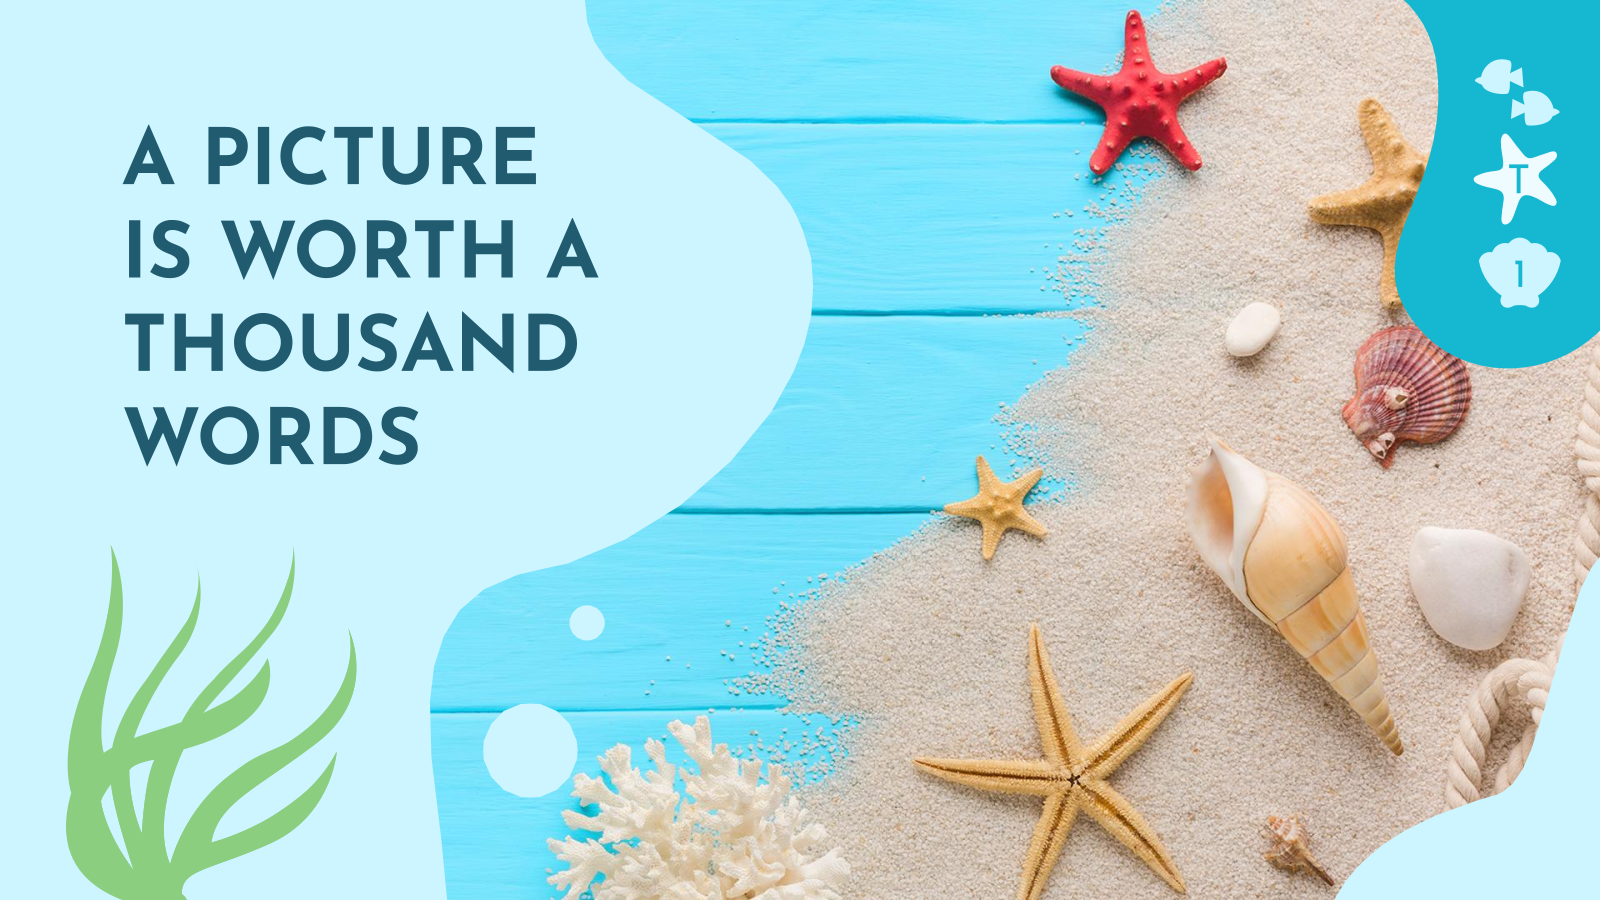 A PICTURE
IS WORTH A
THOUSAND
WORDS
T
1